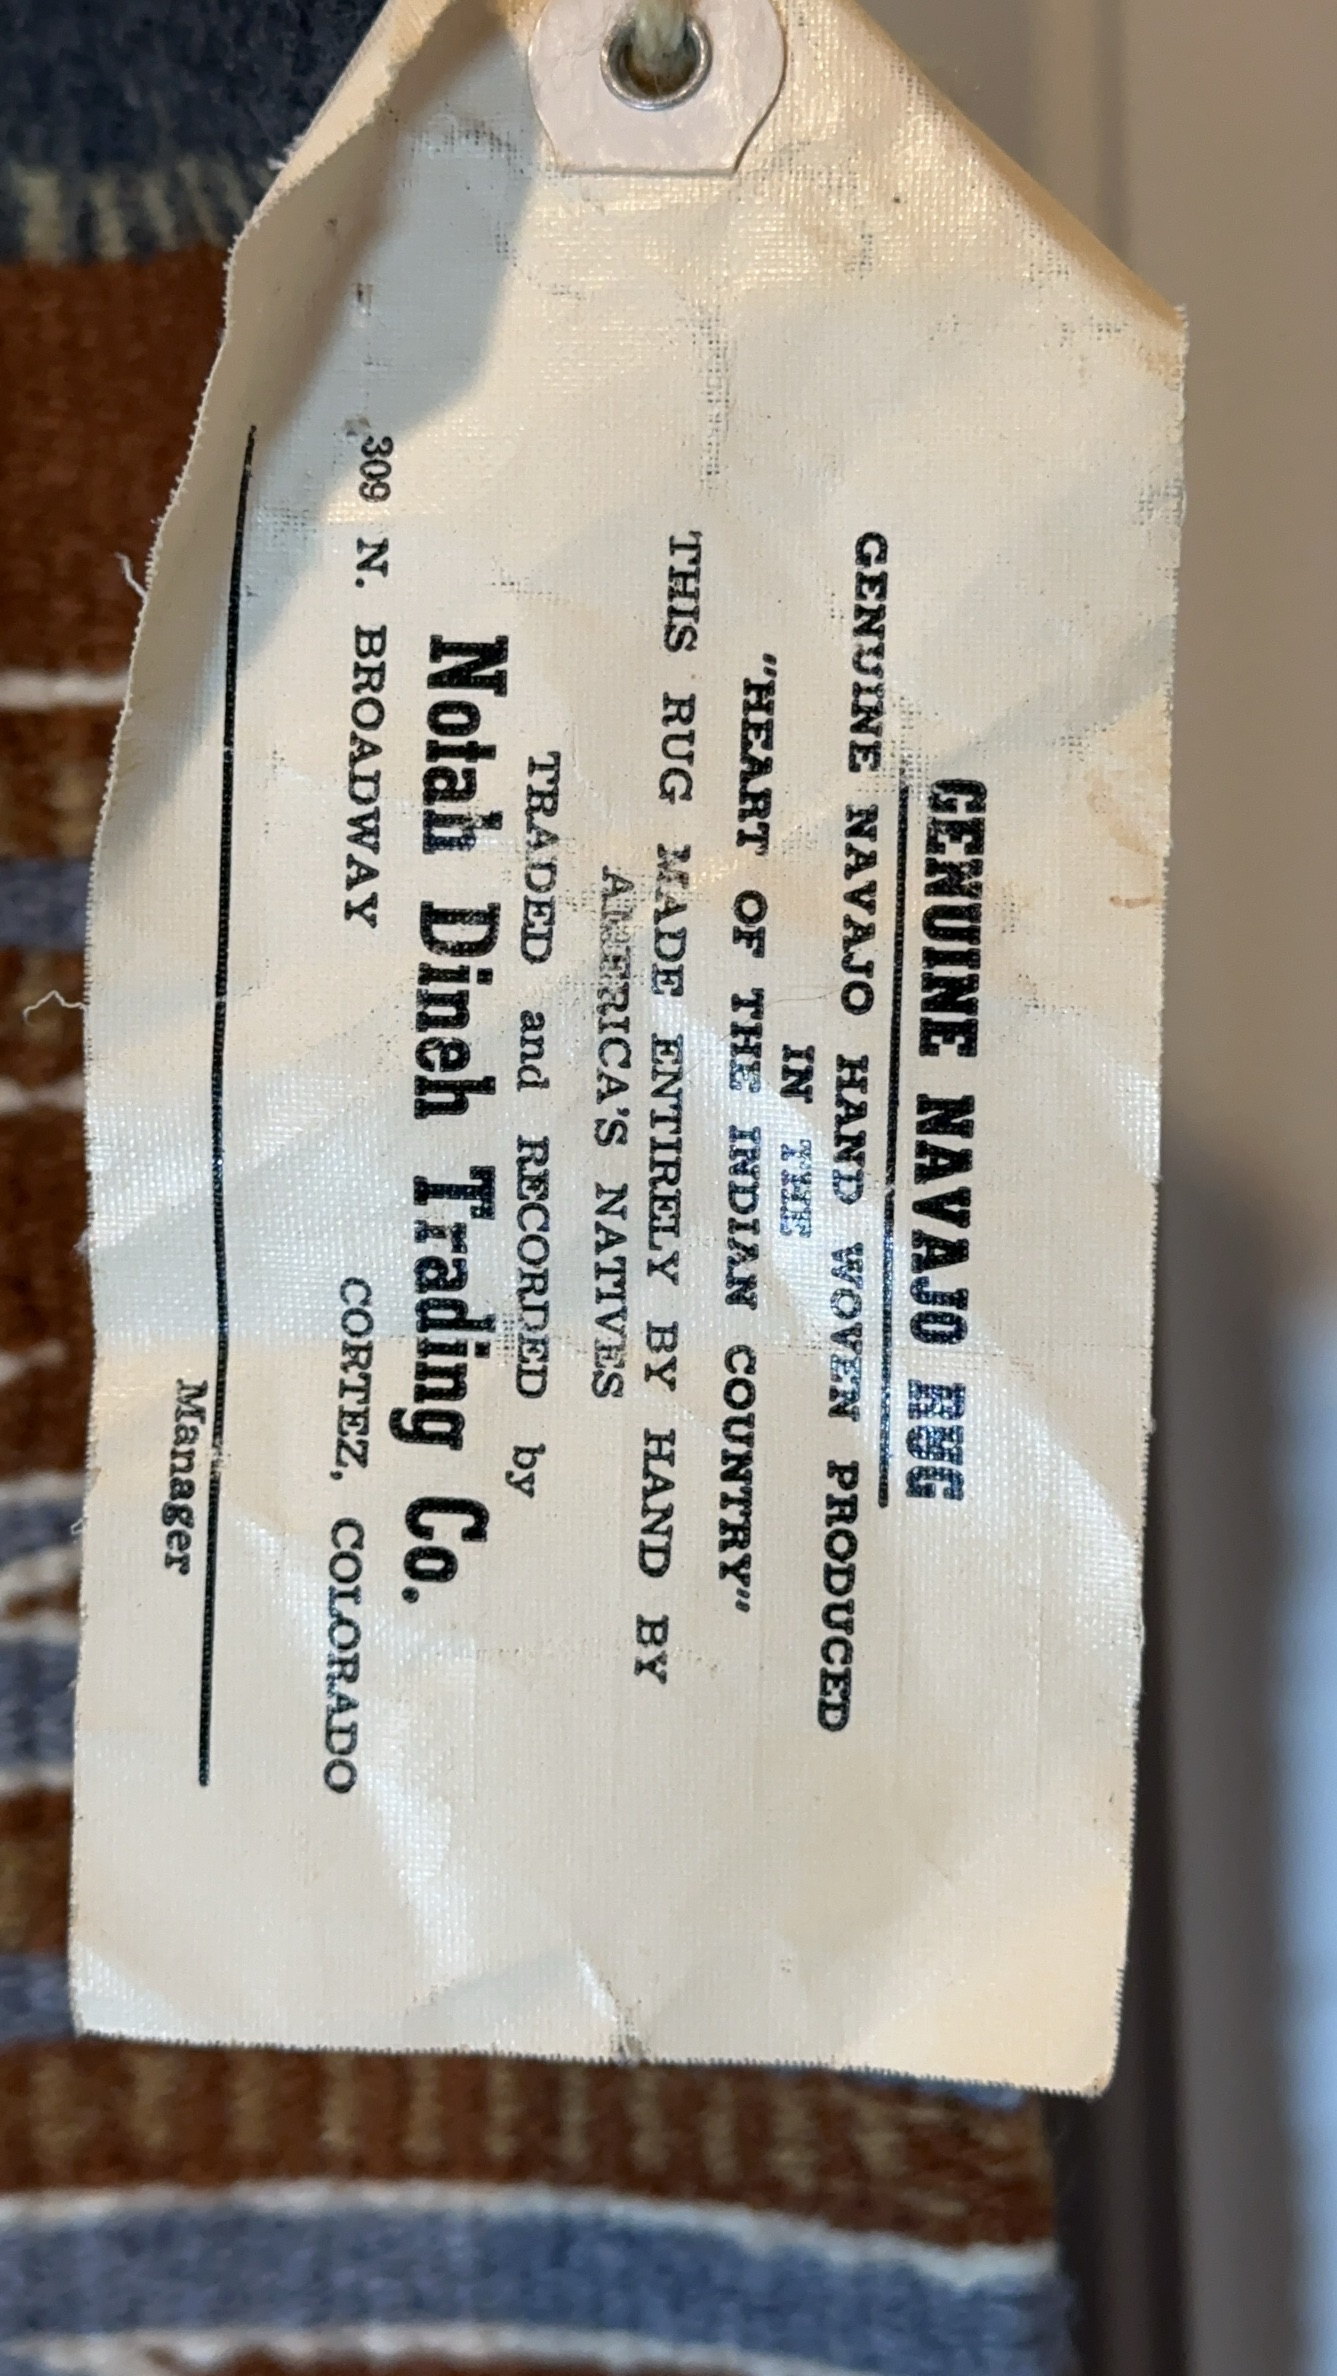 GENUINE NAVAJO RUG
GENUINE NAVAJO HAND WOVEN PRODUCED
IN THE
"HEART OF THE INDIAN COUNTRY"
THIS RUG MADE ENTIRELY BY HAND BY
AMERICA'S NATIVES
TRADED and RECORDED by
Notah Dineh Trading Co.
309 N. BROADWAY CORTEZ, COLORADO
Manager